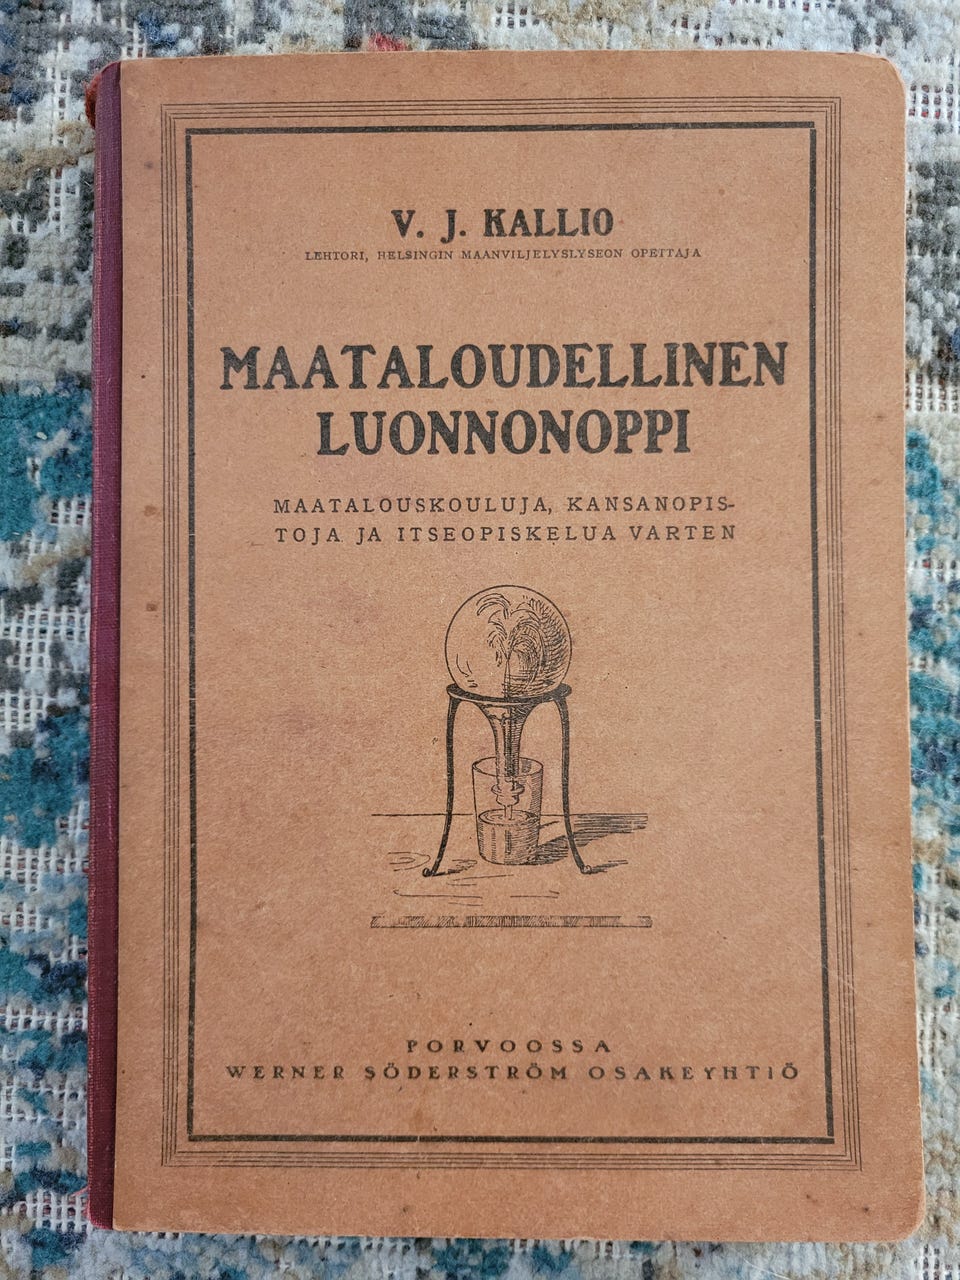 V. J. KALLIO
LEHTORI, HELSINGIN MAANVILJELYSLYSEON OPETTAJA
MAATALOUDELLINEN
LUONNONOPPI
MAATALOUSKOULUJA, KANSANOPIS-
TOJA JA ITSEOPISKELUA VARTEN
PORVOOSSA
WERNER SÖDERSTRÖM OSAKEYHTIÖ